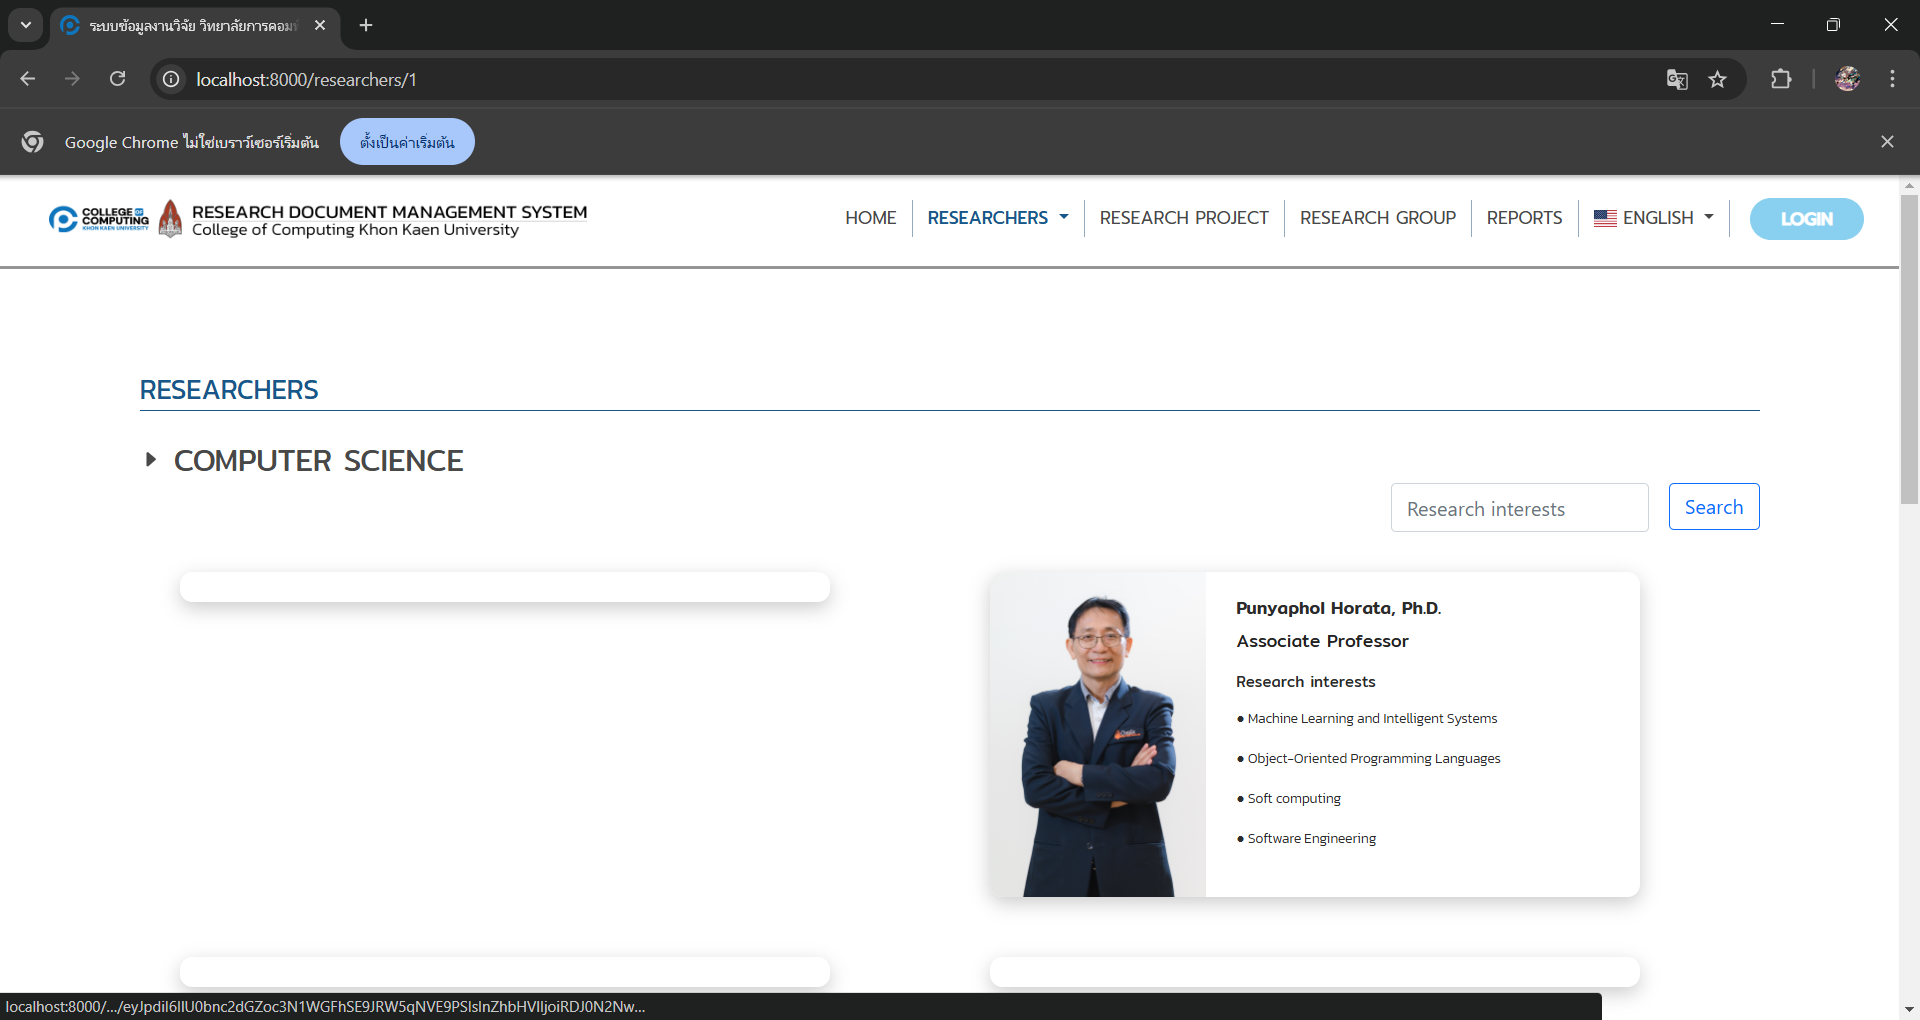 ระบบข้อมูลงานวิจัย วิทยาลัยการคอม
localhost:8000/researchers/1
Google Chrome ไม่ใช่เบราว์เซอร์เริ่มต้น
ตั้งเป็นค่าเริ่มต้น
COLLEGE OF
COMPUTING
KHON KAEN UNIVERSITY
RESEARCH DOCUMENT MANAGEMENT SYSTEM
College of Computing Khon Kaen University
HOME
RESEARCHERS
RESEARCH PROJECT
RESEARCH GROUP
REPORTS
ENGLISH
LOGIN
RESEARCHERS
COMPUTER SCIENCE
Research interests
Search
Punyaphol Horata, Ph.D.
Associate Professor
Research interests
● Machine Learning and Intelligent Systems
● Object-Oriented Programming Languages
● Soft computing
● Software Engineering